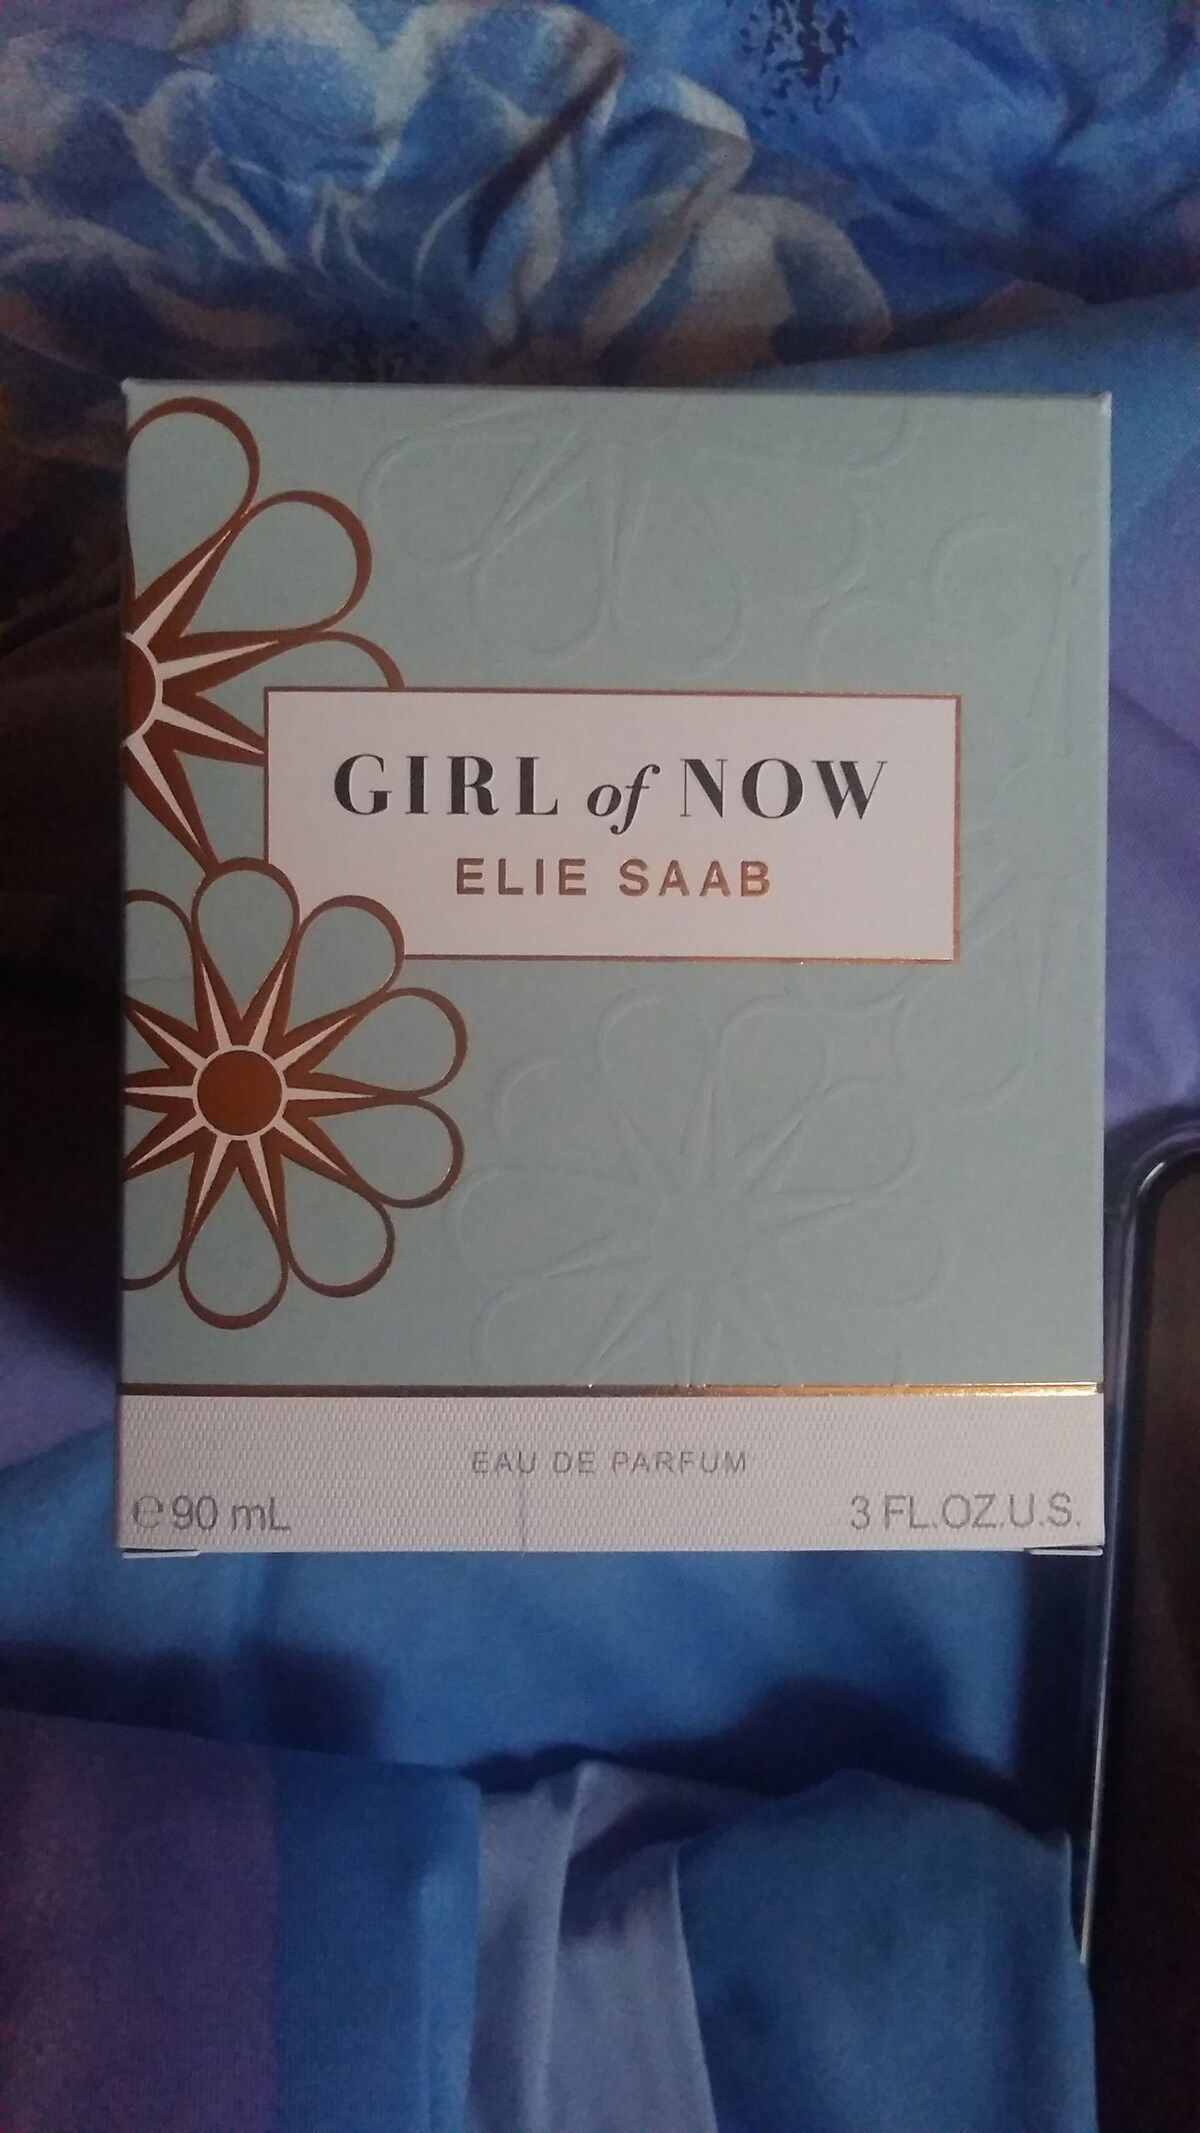 GIRL of NOW
ELIE SAAB
EAU DE PARFUM
℮ 90 mL 3 FL.OZ.U.S.